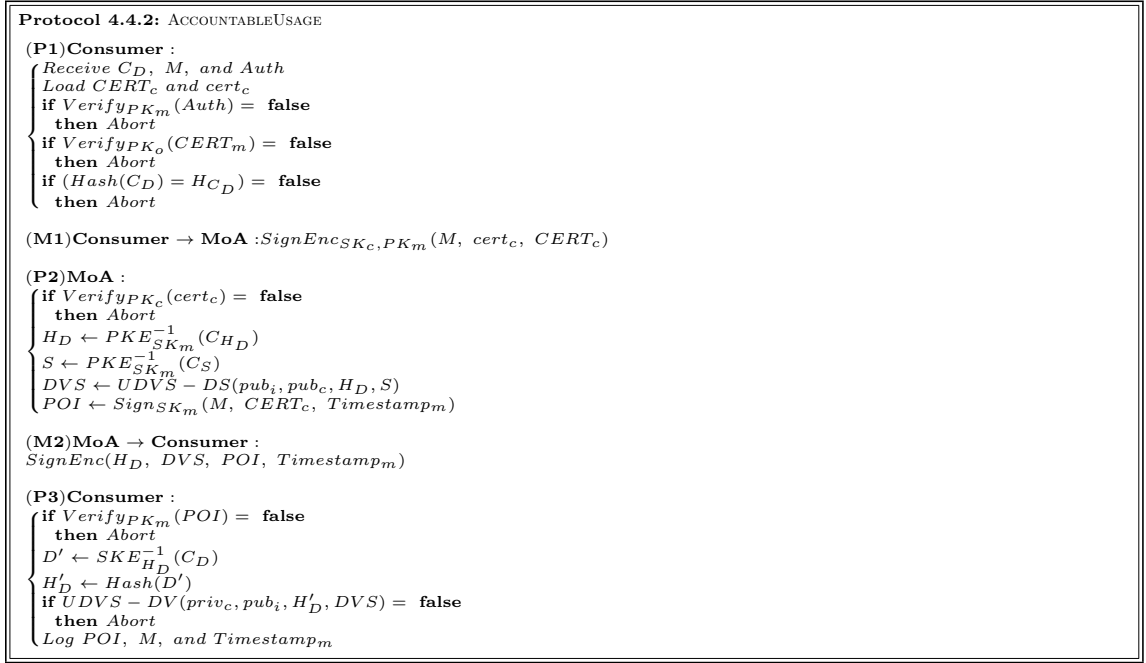 Protocol 4.4.2: ACCOUNTABLEUSAGE
(P1)Consumer :
Receive C_D, M, and Auth
Load CERT_c and cert_c
if Verify_{PK_m}(Auth) = false
then Abort
if Verify_{PK_o}(CERT_m) = false
then Abort
if (Hash(C_D) = H_{C_D}) = false
then Abort
(M1)Consumer → MoA :SignEnc_{SK_c,PK_m}(M, cert_c, CERT_c)
(P2)MoA :
if Verify_{PK_c}(cert_c) = false
then Abort
H_D ← PKE^{-1}_{SK_m}(C_{H_D})
S ← PKE^{-1}_{SK_m}(C_S)
DVS ← UDVS − DS(pub_i, pub_c, H_D, S)
POI ← Sign_{SK_m}(M, CERT_c, Timestamp_m)
(M2)MoA → Consumer :
SignEnc(H_D, DVS, POI, Timestamp_m)
(P3)Consumer :
if Verify_{PK_m}(POI) = false
then Abort
D′ ← SKE^{-1}_{H_D}(C_D)
H′_D ← Hash(D′)
if UDVS − DV(priv_c, pub_i, H′_D, DVS) = false
then Abort
Log POI, M, and Timestamp_m